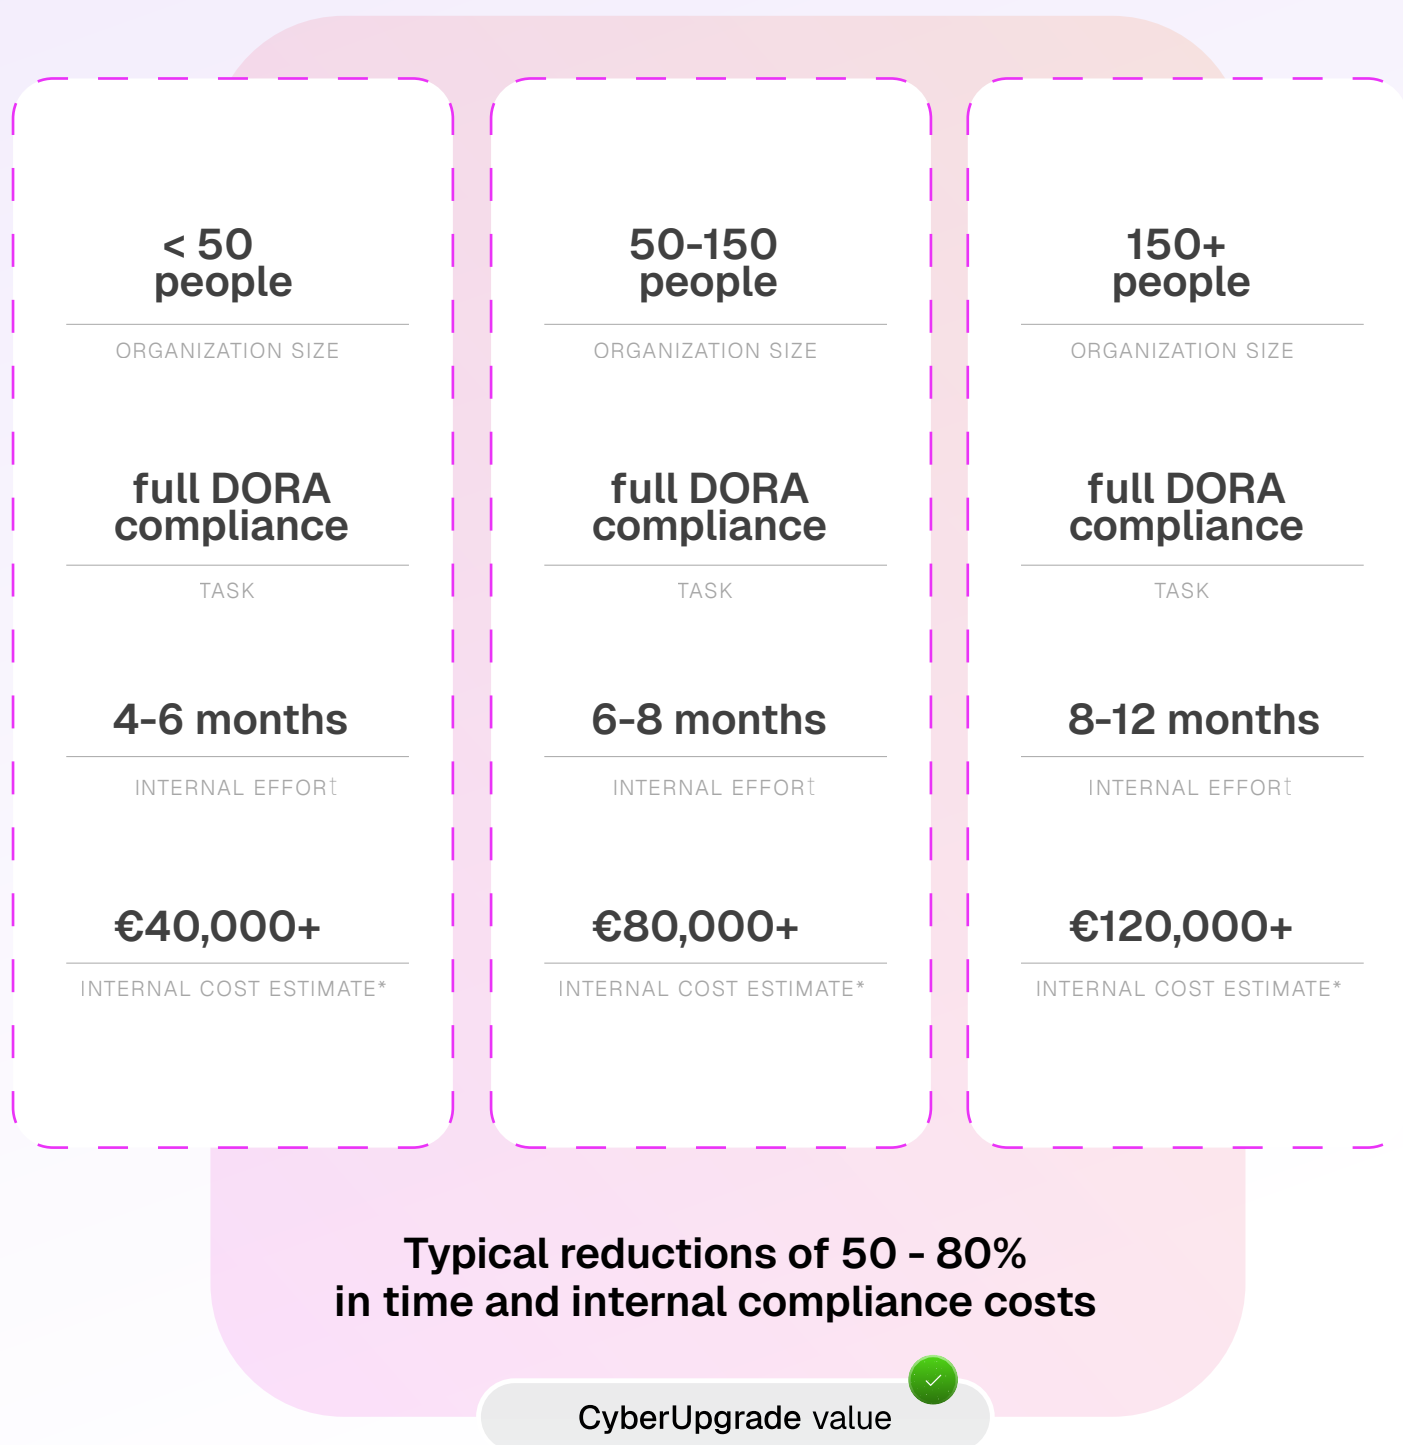 < 50
people
ORGANIZATION SIZE
full DORA
compliance
TASK
4-6 months
INTERNAL EFFORt
€40,000+
INTERNAL COST ESTIMATE*
50-150
people
ORGANIZATION SIZE
full DORA
compliance
TASK
6-8 months
INTERNAL EFFORt
€80,000+
INTERNAL COST ESTIMATE*
150+
people
ORGANIZATION SIZE
full DORA
compliance
TASK
8-12 months
INTERNAL EFFORt
€120,000+
INTERNAL COST ESTIMATE*
Typical reductions of 50 - 80%
in time and internal compliance costs
CyberUpgrade value